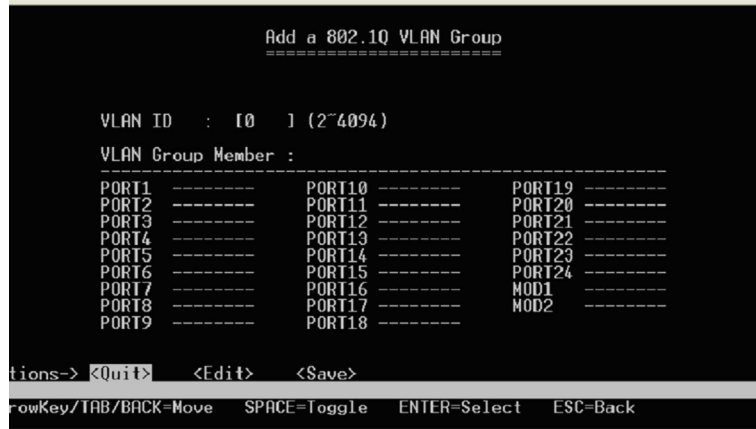 Add a 802.1Q VLAN Group
=======================
VLAN ID : [0 ] (2~4094)
VLAN Group Member :
------------------------------------------------------------------
PORT1 -------- PORT10 -------- PORT19 --------
PORT2 -------- PORT11 -------- PORT20 --------
PORT3 -------- PORT12 -------- PORT21 --------
PORT4 -------- PORT13 -------- PORT22 --------
PORT5 -------- PORT14 -------- PORT23 --------
PORT6 -------- PORT15 -------- PORT24 --------
PORT7 -------- PORT16 -------- MOD1 --------
PORT8 -------- PORT17 -------- MOD2 --------
PORT9 -------- PORT18 --------
tions-> <Quit> <Edit> <Save>
rowKey/TAB/BACK=Move SPACE=Toggle ENTER=Select ESC=Back